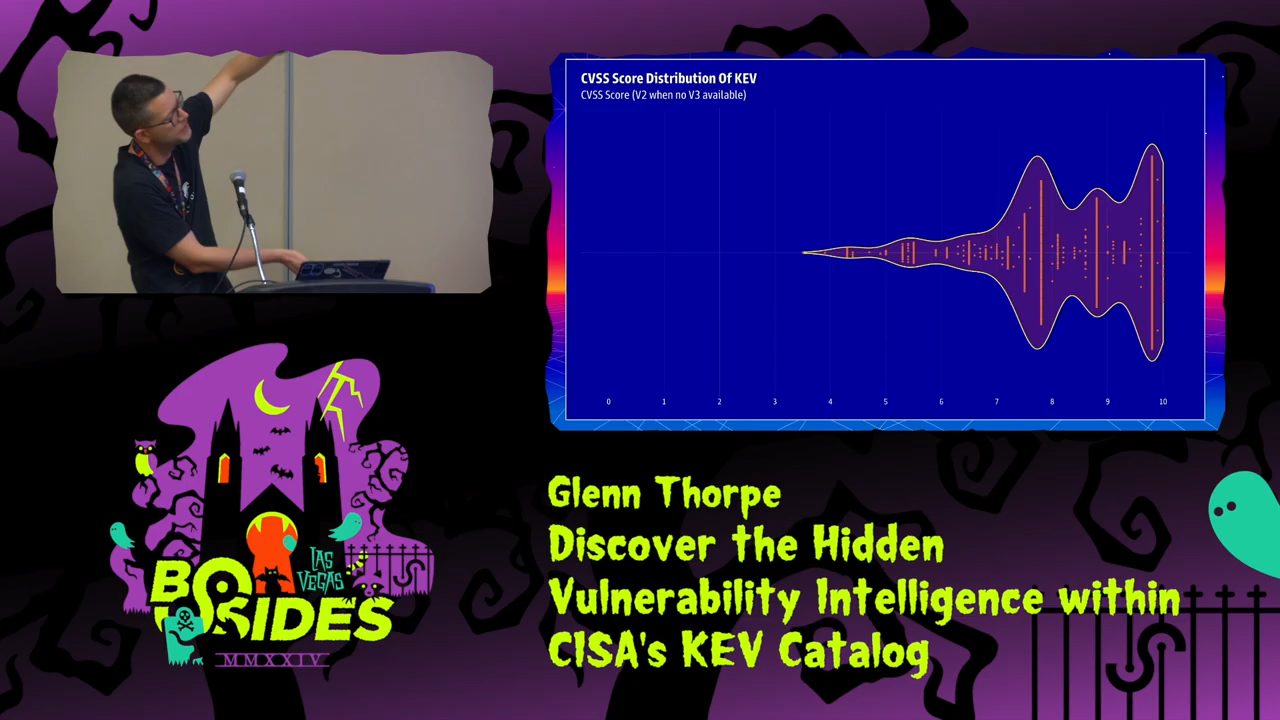 CVSS Score Distribution Of KEV
CVSS Score (V2 when no V3 available)
0 1 2 3 4 5 6 7 8 9 10
LAS
VEGAS
BSIDES
MMXXIV
Glenn Thorpe
Discover the Hidden
Vulnerability Intelligence within
CISA's KEV Catalog